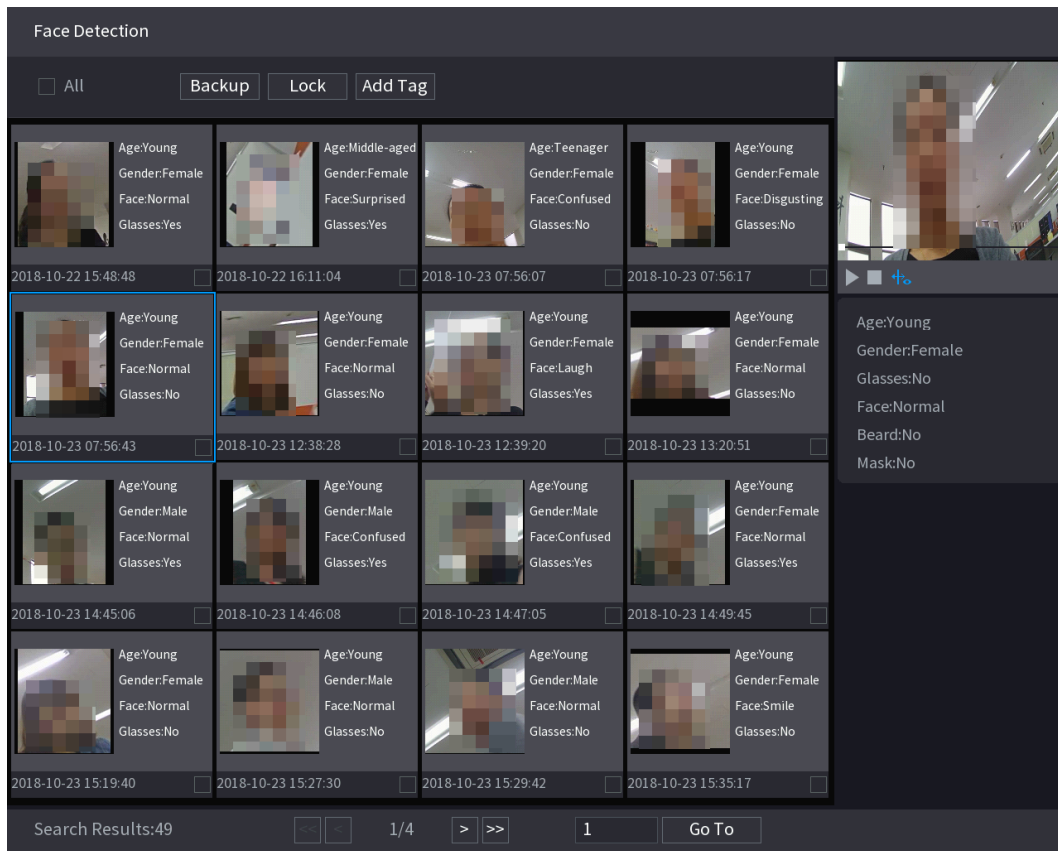 Face Detection
All
Backup
Lock
Add Tag
Age:Young
Gender:Female
Face:Normal
Glasses:Yes
2018-10-22 15:48:48
Age:Middle-aged
Gender:Female
Face:Surprised
Glasses:Yes
2018-10-22 16:11:04
Age:Teenager
Gender:Female
Face:Confused
Glasses:No
2018-10-23 07:56:07
Age:Young
Gender:Female
Face:Disgusting
Glasses:No
2018-10-23 07:56:17
Age:Young
Gender:Female
Face:Normal
Glasses:No
2018-10-23 07:56:43
Age:Young
Gender:Female
Face:Normal
Glasses:No
2018-10-23 12:38:28
Age:Young
Gender:Female
Face:Laugh
Glasses:Yes
2018-10-23 12:39:20
Age:Young
Gender:Female
Face:Normal
Glasses:No
2018-10-23 13:20:51
Age:Young
Gender:Male
Face:Normal
Glasses:Yes
2018-10-23 14:45:06
Age:Young
Gender:Male
Face:Confused
Glasses:Yes
2018-10-23 14:46:08
Age:Young
Gender:Male
Face:Confused
Glasses:Yes
2018-10-23 14:47:05
Age:Young
Gender:Female
Face:Normal
Glasses:Yes
2018-10-23 14:49:45
Age:Young
Gender:Female
Face:Normal
Glasses:No
2018-10-23 15:19:40
Age:Young
Gender:Male
Face:Normal
Glasses:No
2018-10-23 15:27:30
Age:Young
Gender:Male
Face:Normal
Glasses:No
2018-10-23 15:29:42
Age:Young
Gender:Female
Face:Smile
Glasses:No
2018-10-23 15:35:17
Age:Young
Gender:Female
Glasses:No
Face:Normal
Beard:No
Mask:No
Search Results:49
<<
<
1/4
>
>>
1
Go To